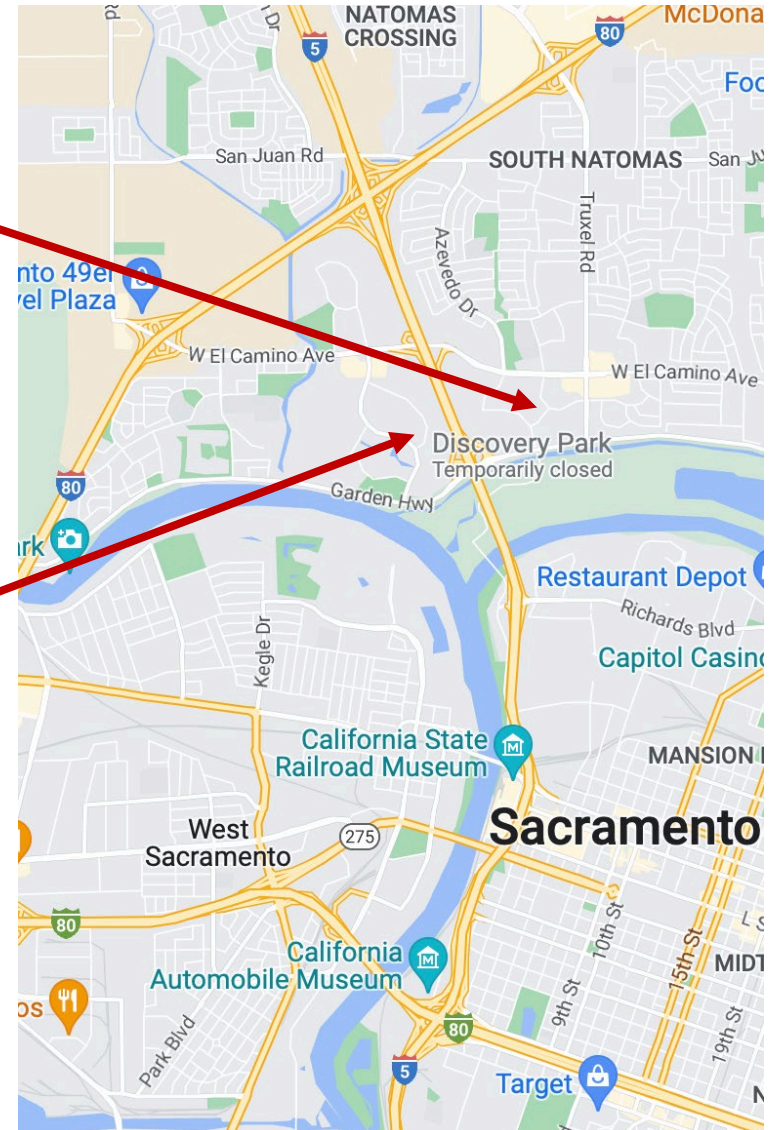 NATOMAS
CROSSING
McDona
5
80
Foo
San Juan Rd
SOUTH NATOMAS
San Ju
Truxel Rd
Azevedo Dr
nto 49er
vel Plaza
W El Camino Ave
W El Camino Ave
Discovery Park
Temporarily closed
80
Garden Hwy
rk
Restaurant Depot
Richards Blvd
Kegle Dr
Capitol Casino
California State
Railroad Museum
MANSION
Sacramento
West
Sacramento
275
80
L S
10th St
15th St
California
Automobile Museum
MIDT
os
9th St
19th St
Park Blvd
80
5
Target
N